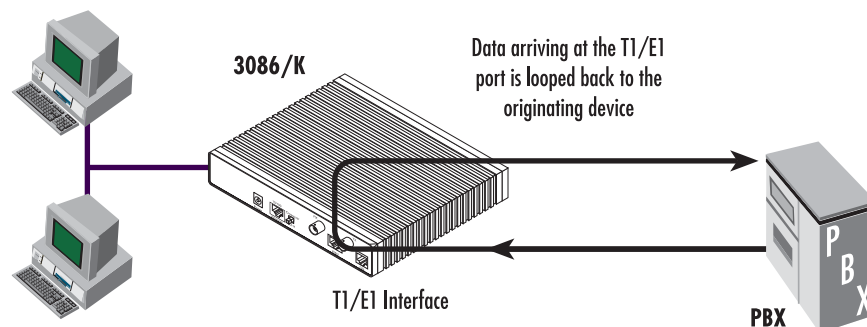 3086/K
Data arriving at the T1/E1
port is looped back to the
originating device
T1/E1 Interface
PBX
PBX